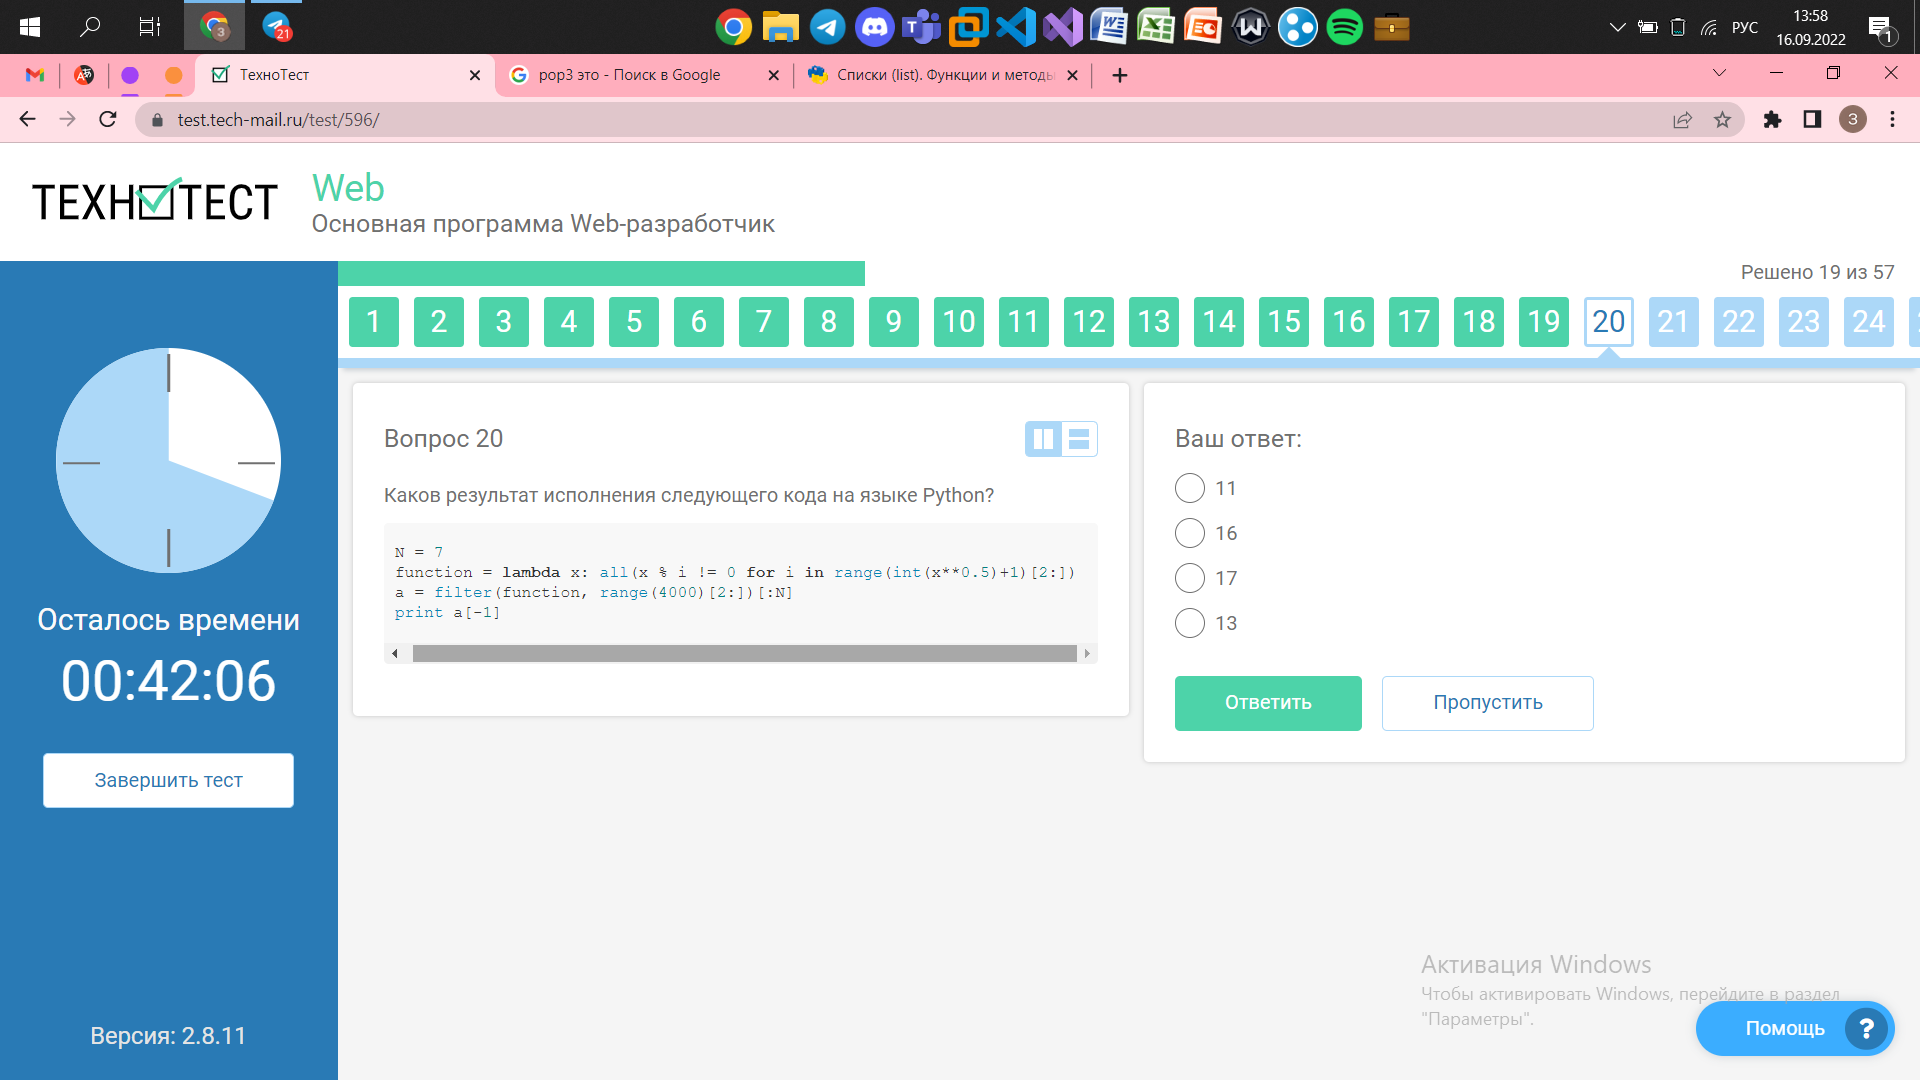 21
3
РУС
13:58
16.09.2022
1
ТехноТест
pop3 это - Поиск в Google
Списки (list). Функции и методы
test.tech-mail.ru/test/596/
3
ТЕХНОТЕСТ
Web
Основная программа Web-разработчик
Решено 19 из 57
1 2 3 4 5 6 7 8 9 10 11 12 13 14 15 16 17 18 19 20 21 22 23 24
Осталось времени
00:42:06
Завершить тест
Версия: 2.8.11
Вопрос 20
Каков результат исполнения следующего кода на языке Python?
N = 7
function = lambda x: all(x % i != 0 for i in range(int(x**0.5)+1)[2:])
a = filter(function, range(4000)[2:])[:N]
print a[-1]
Ваш ответ:
11
16
17
13
Ответить
Пропустить
Активация Windows
Чтобы активировать Windows, перейдите в раздел
"Параметры".
Помощь ?